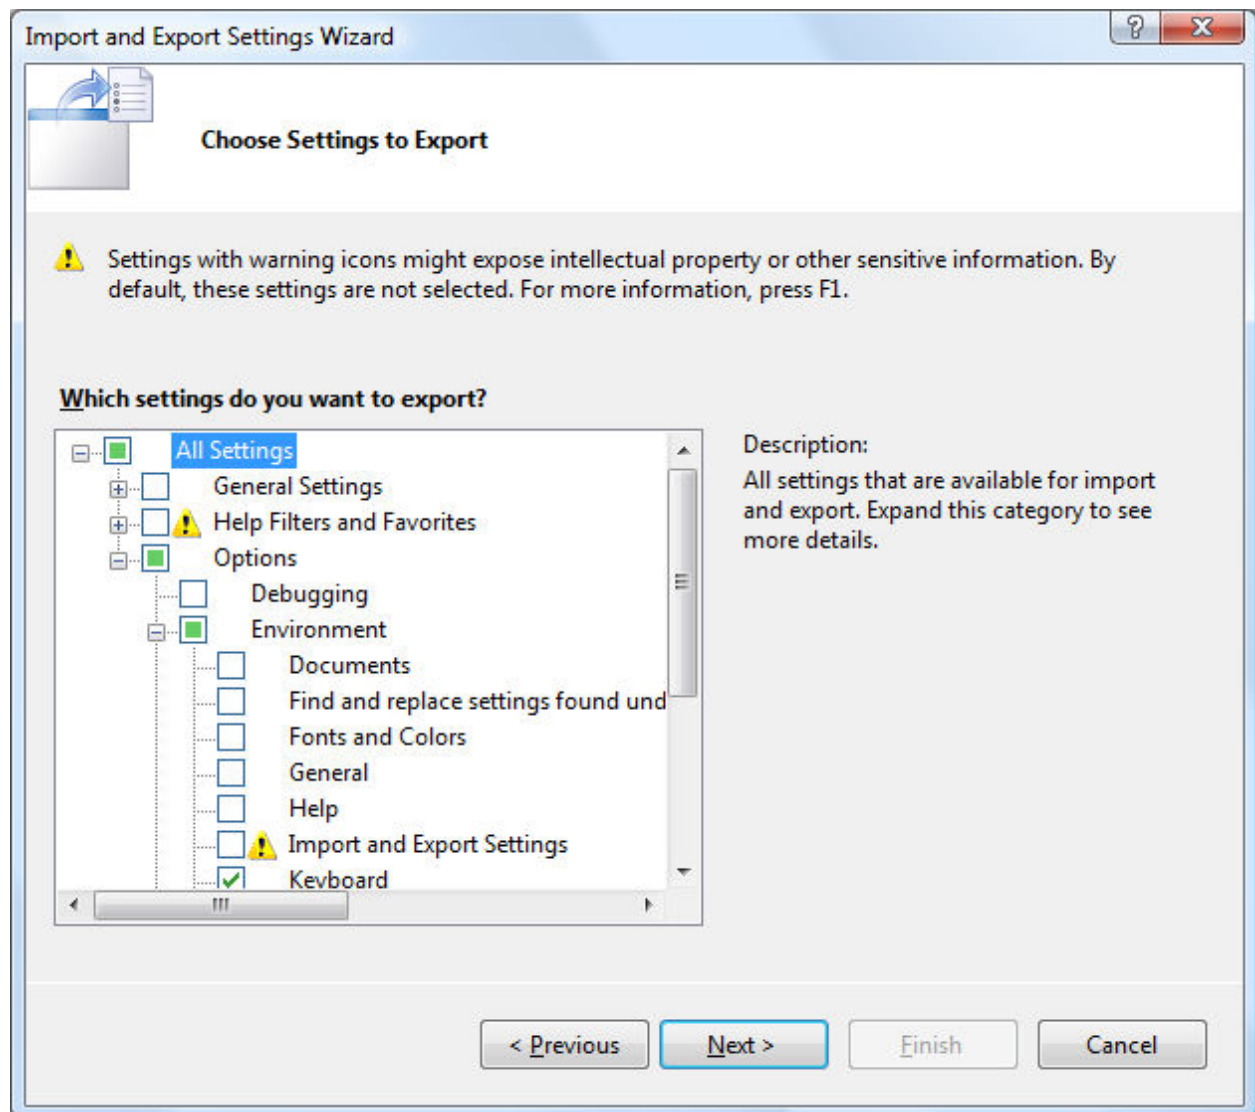 Import and Export Settings Wizard
Choose Settings to Export
Settings with warning icons might expose intellectual property or other sensitive information. By
default, these settings are not selected. For more information, press F1.
Which settings do you want to export?
All Settings
General Settings
Help Filters and Favorites
Options
Debugging
Environment
Documents
Find and replace settings found und
Fonts and Colors
General
Help
Import and Export Settings
Keyboard
Description:
All settings that are available for import
and export. Expand this category to see
more details.
< Previous
Next >
Finish
Cancel